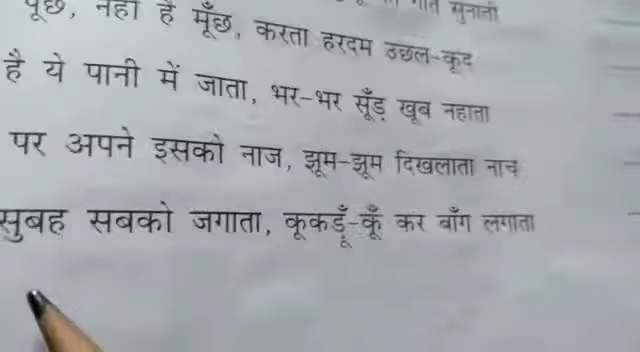 गीत सुनाती
पूँछ, नहीं है मूँछ, करता हरदम उछल-कूद
है ये पानी में जाता, भर-भर सूँड़ खूब नहाता
पर अपने इसको नाज, झूम-झूम दिखलाता नाच
सुबह सबको जगाता, कूकड़ूँ-कूँ कर बाँग लगाता